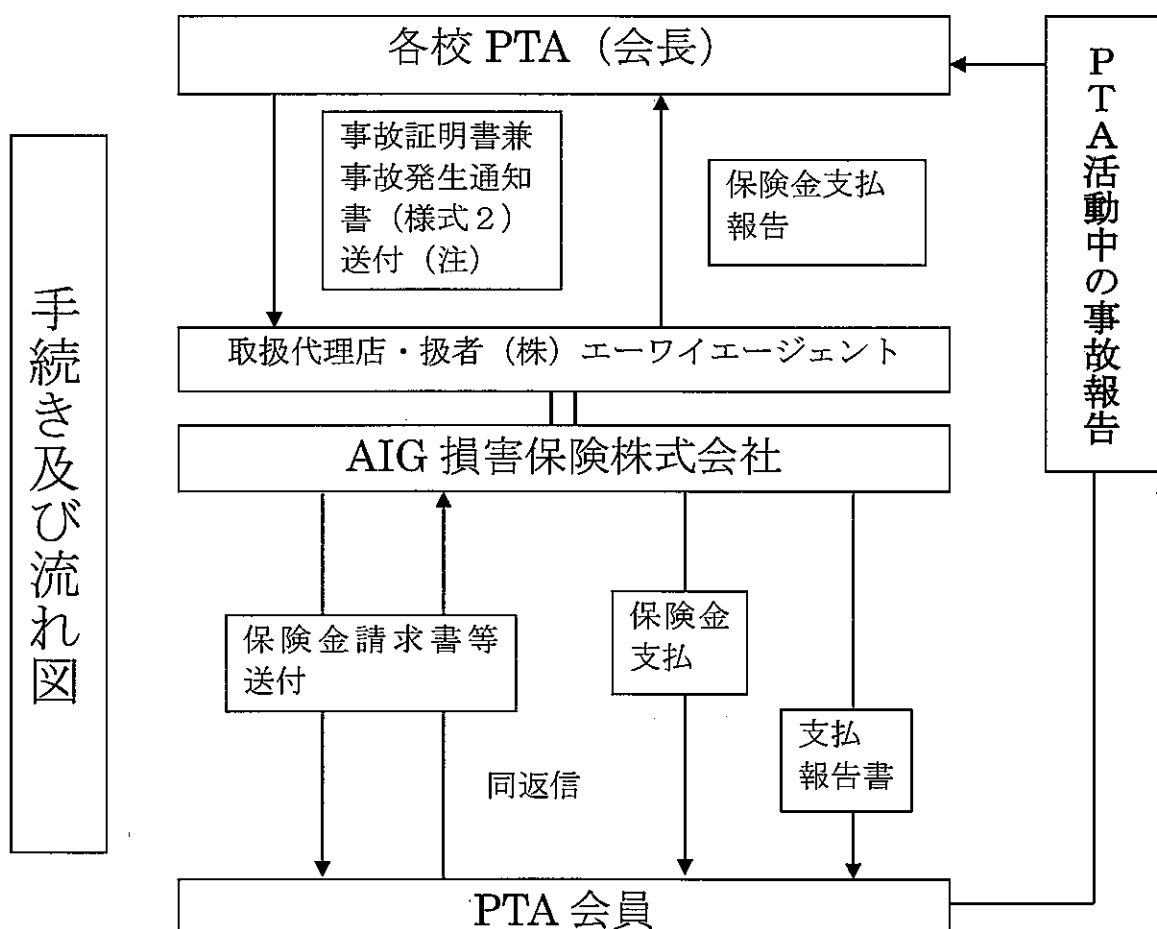 各校 PTA（会長）
PTA活動中の事故報告
手続き及び流れ図
事故証明書兼
事故発生通知
書（様式２）
送付（注）
保険金支払
報告
取扱代理店・扱者（株）エーワイエージェント
AIG 損害保険株式会社
保険金請求書等
送付
保険金
支払
支払
報告書
同返信
PTA 会員